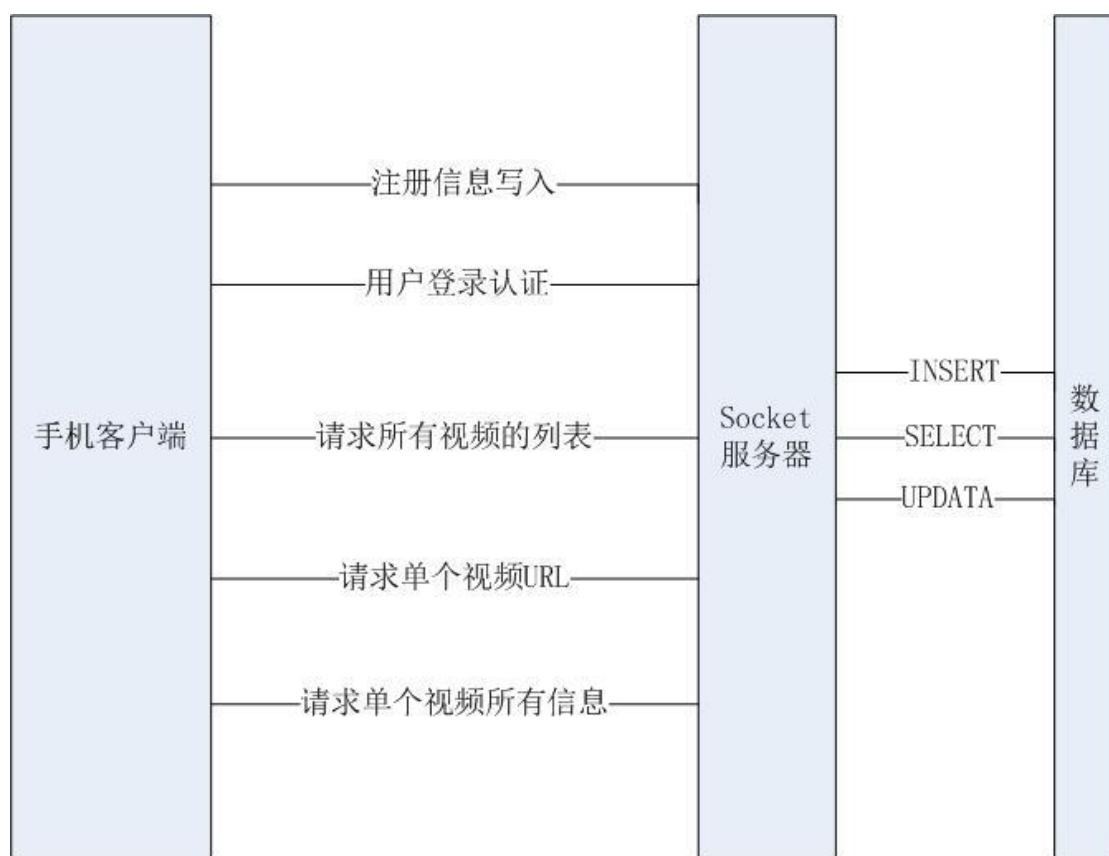 注册信息写入
用户登录认证
INSERT
手机客户端
请求所有视频的列表
Socket
服务器
SELECT
数
据
库
UPDATA
请求单个视频URL
请求单个视频所有信息